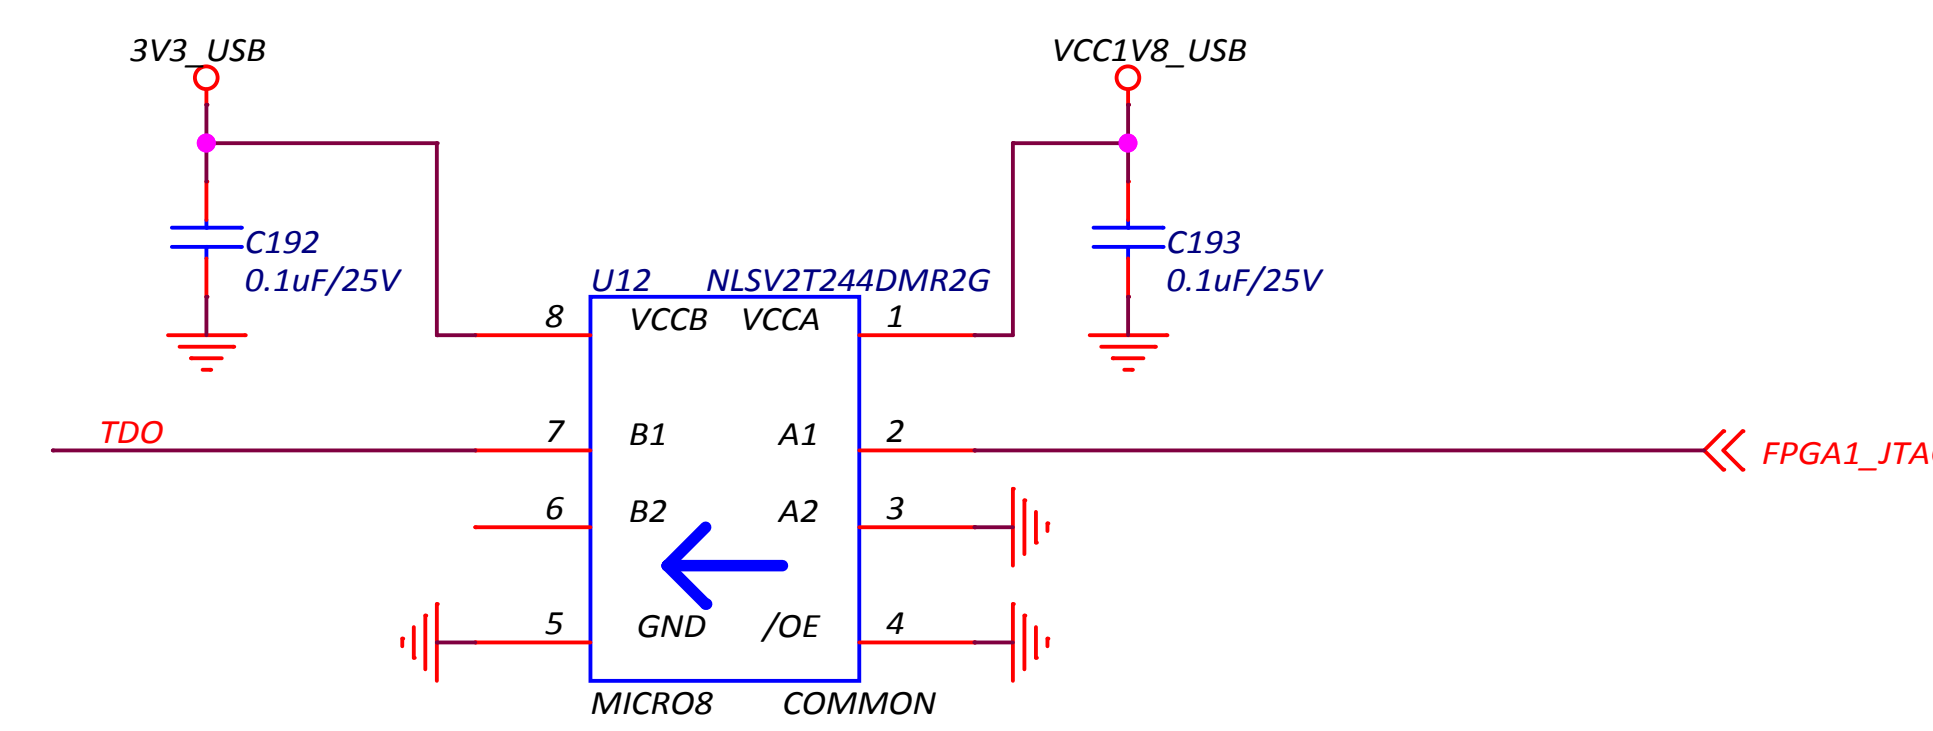 3V3_USB
VCC1V8_USB
C192
0.1uF/25V
C193
0.1uF/25V
U12 NLSV2T244DMR2G
8 VCCB VCCA 1
TDO
7 B1 A1 2
FPGA1_JTA
6 B2 A2 3
5 GND /OE 4
MICRO8 COMMON